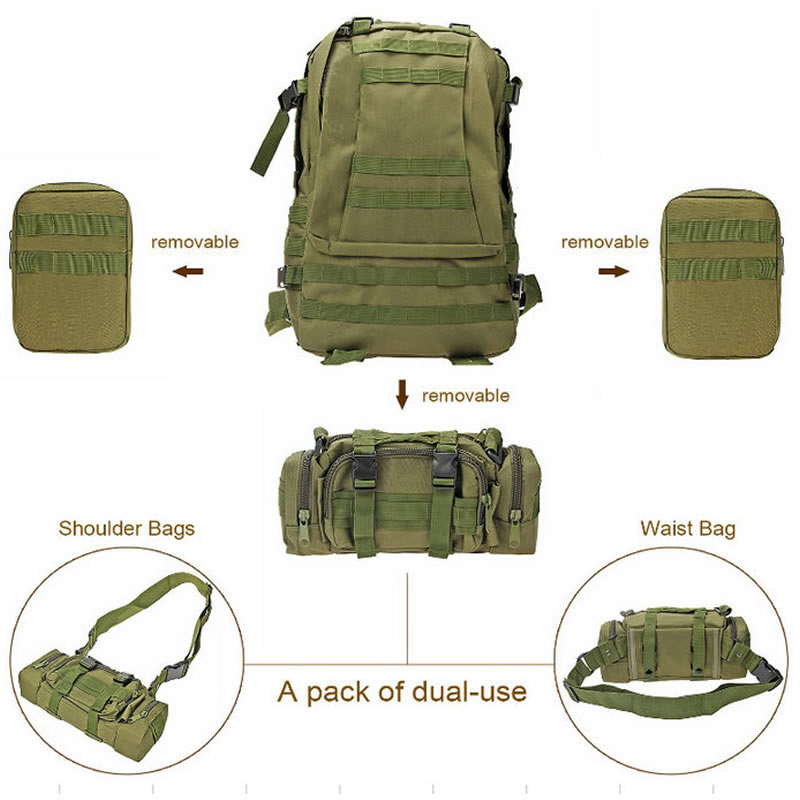 removable
removable
removable
Shoulder Bags
Waist Bag
A pack of dual-use